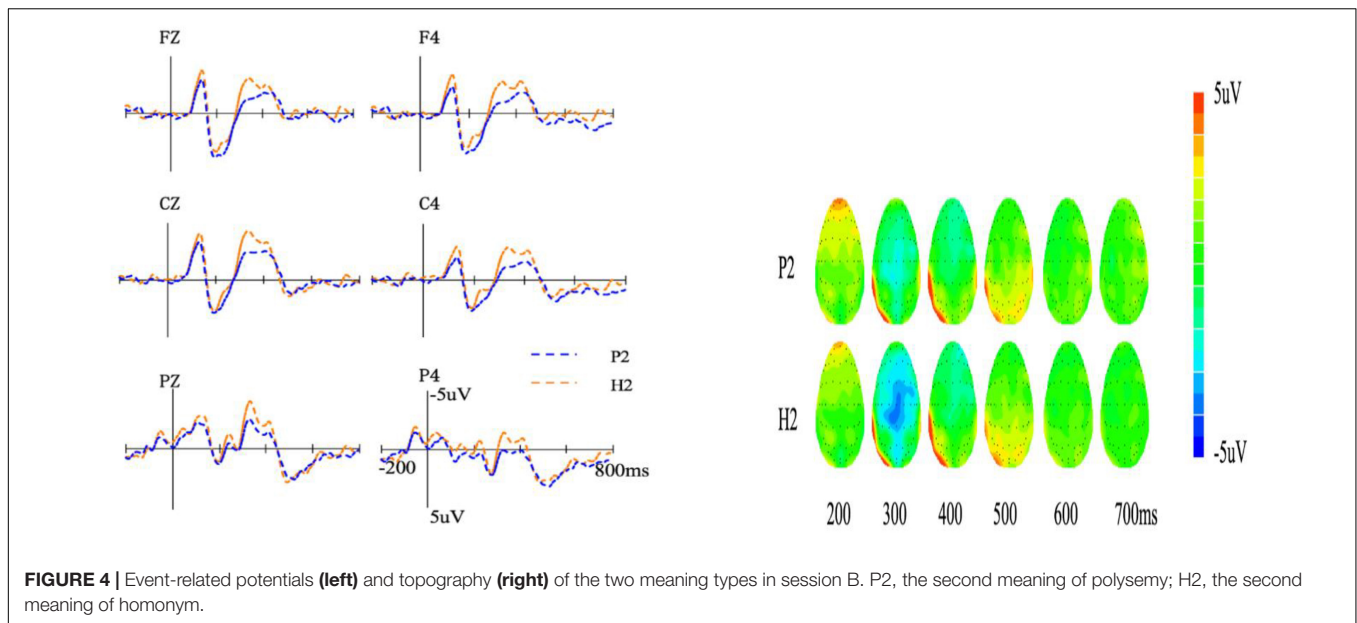 FZ
F4
CZ
C4
PZ
P4
-5uV
5uV
-200
800ms
P2
H2
5uV
-5uV
P2
H2
200 300 400 500 600 700ms
FIGURE 4 | Event-related potentials (left) and topography (right) of the two meaning types in session B. P2, the second meaning of polysemy; H2, the second
meaning of homonym.